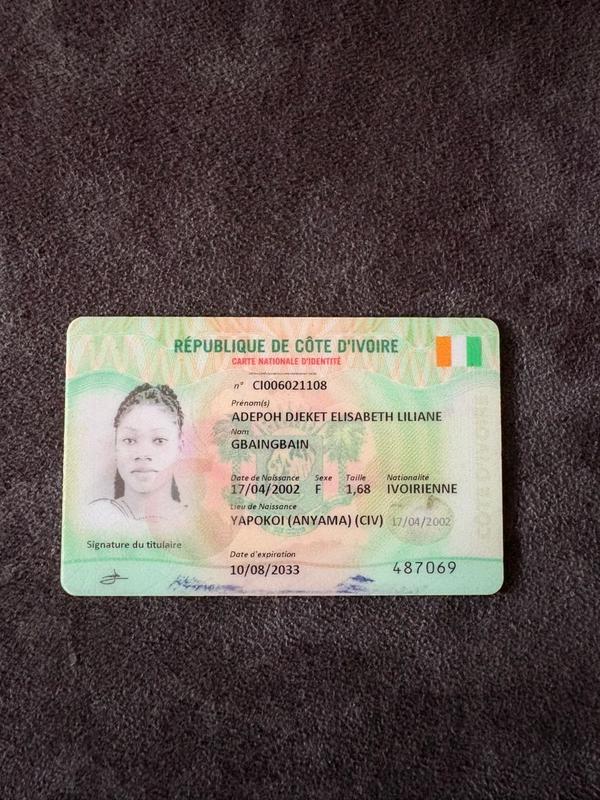 RÉPUBLIQUE DE CÔTE D'IVOIRE
CARTE NATIONALE D'IDENTITÉ
n° CI006021108
Prénom(s)
ADEPOH DJEKET ELISABETH LILIANE
Nom
GBAINGBAIN
Date de Naissance Sexe Taille Nationalité
17/04/2002 F 1,68 IVOIRIENNE
Lieu de Naissance
YAPOKOI (ANYAMA) (CIV) 17/04/2002
Signature du titulaire
Date d'expiration
10/08/2033 487069